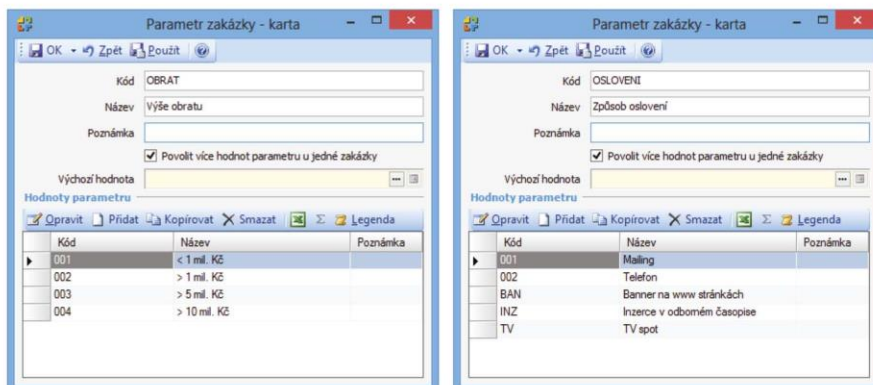 Parametr zakázky - karta
OK Zpět Použít
Kód OBRAT
Název Výše obratu
Poznámka
Povolit více hodnot parametru u jedné zakázky
Výchozí hodnota
Hodnoty parametru
Opravit Přidat Kopírovat Smazat Σ Legenda
Kód Název Poznámka
001 < 1 mil. Kč
002 > 1 mil. Kč
003 > 5 mil. Kč
004 > 10 mil. Kč
Parametr zakázky - karta
OK Zpět Použít
Kód OSLOVENI
Název Způsob oslovení
Poznámka
Povolit více hodnot parametru u jedné zakázky
Výchozí hodnota
Hodnoty parametru
Opravit Přidat Kopírovat Smazat Σ Legenda
Kód Název Poznámka
001 Mailing
002 Telefon
BAN Banner na www stránkách
INZ Inzerce v odborném časopise
TV TV spot